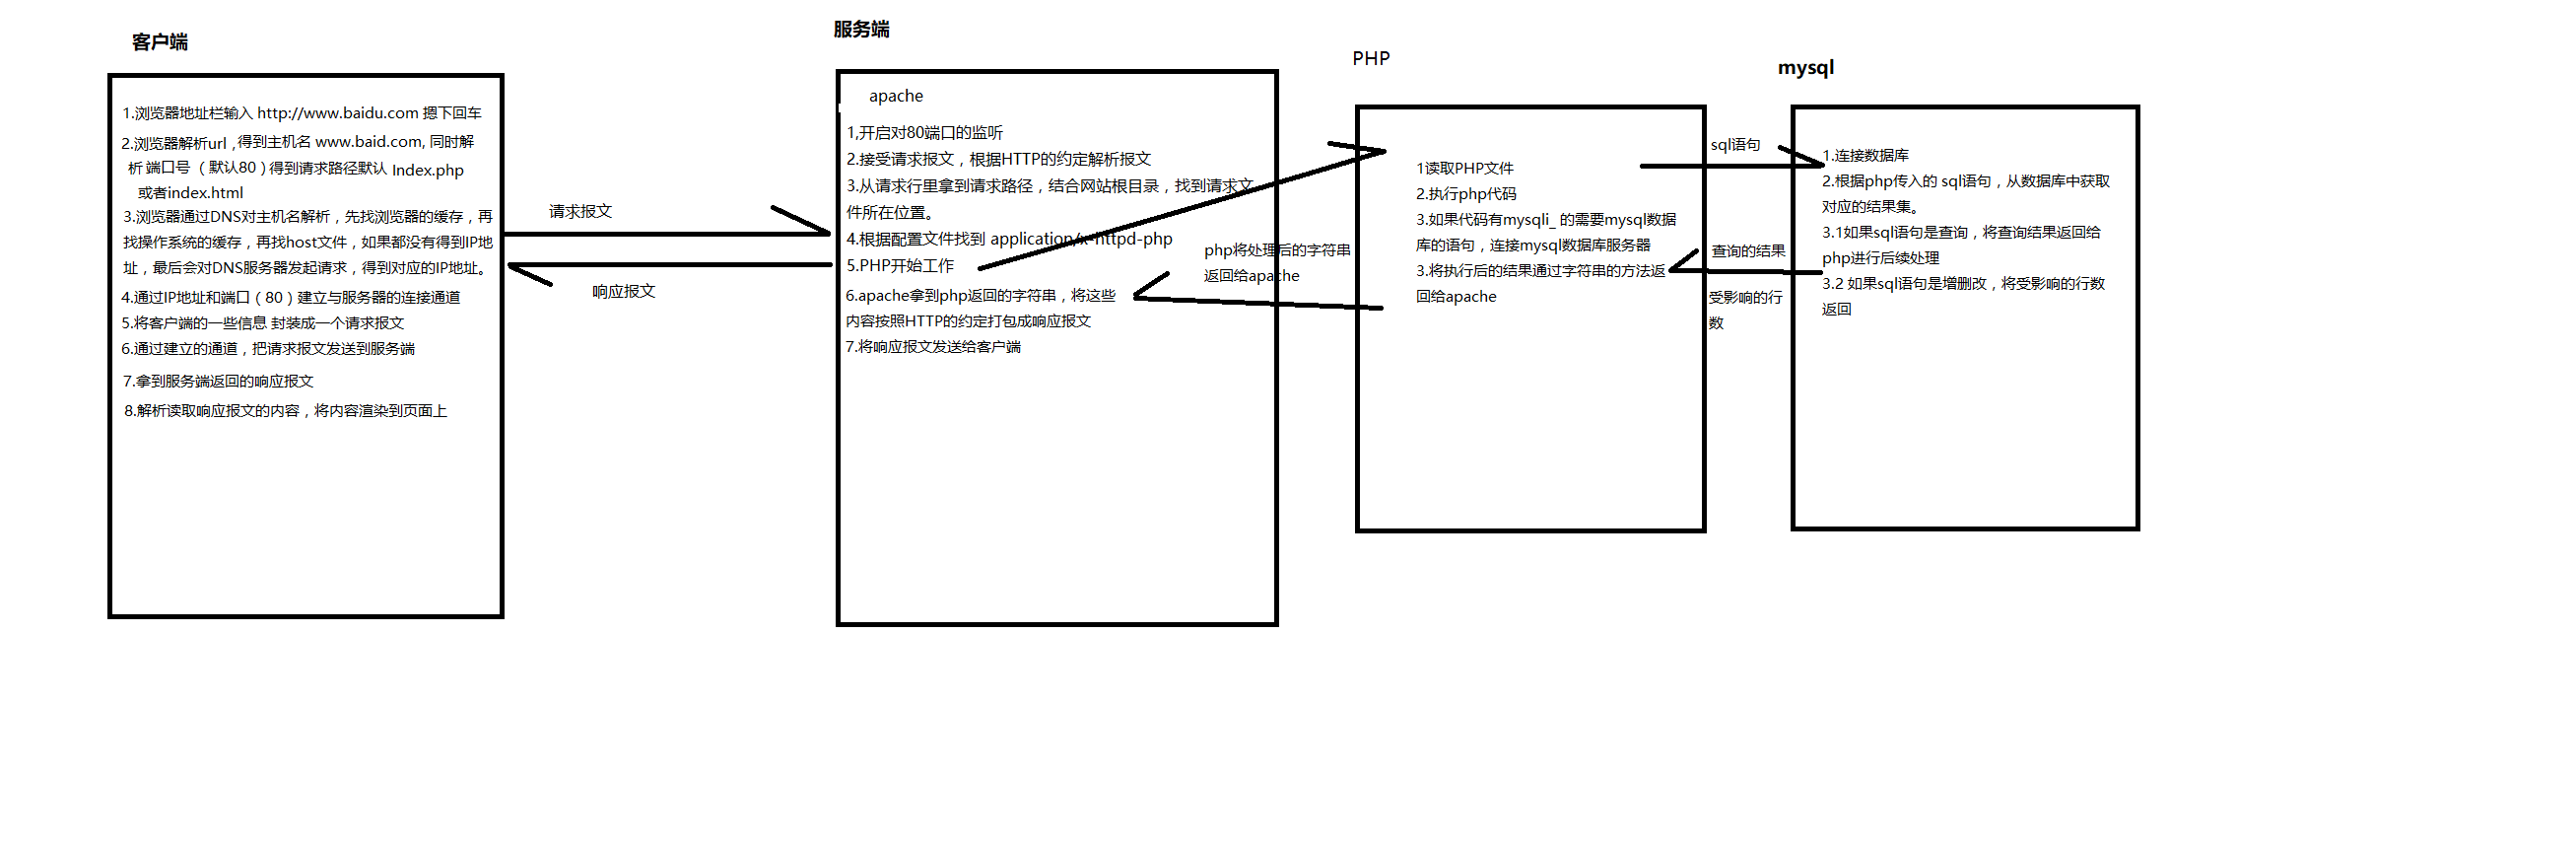 客户端
1.浏览器地址栏输入 http://www.baidu.com 摁下回车
2.浏览器解析url , 得到主机名 www.baid.com, 同时解
析 端口号 （ 默认80 ) 得到请求路径默认 Index.php
或者index.html
3.浏览器通过DNS对主机名解析，先找浏览器的缓存，再
找操作系统的缓存，再找host文件，如果都没有得到IP地
址，最后会对DNS服务器发起请求，得到对应的IP地址。
4.通过IP地址和端口（80）建立与服务器的连接通道
5.将客户端的一些信息 封装成一个请求报文
6.通过建立的通道，把请求报文发送到服务端
7.拿到服务端返回的响应报文
8.解析读取响应报文的内容，将内容渲染到页面上
请求报文
响应报文
服务端
apache
1,开启对80端口的监听
2.接受请求报文，根据HTTP的约定解析报文
3.从请求行里拿到请求路径，结合网站根目录，找到请求文
件所在位置。
4.根据配置文件找到 application/x-httpd-php
5.PHP开始工作
6.apache拿到php返回的字符串，将这些
内容按照HTTP的约定打包成响应报文
7.将响应报文发送给客户端
php将处理后的字符串
返回给apache
PHP
1读取PHP文件
2.执行php代码
3.如果代码有mysqli_ 的需要mysql数据
库的语句，连接mysql数据库服务器
3.将执行后的结果通过字符串的方法返
回给apache
sql语句
查询的结果
受影响的行
数
mysql
1.连接数据库
2.根据php传入的 sql语句，从数据库中获取
对应的结果集。
3.1如果sql语句是查询，将查询结果返回给
php进行后续处理
3.2 如果sql语句是增删改，将受影响的行数
返回